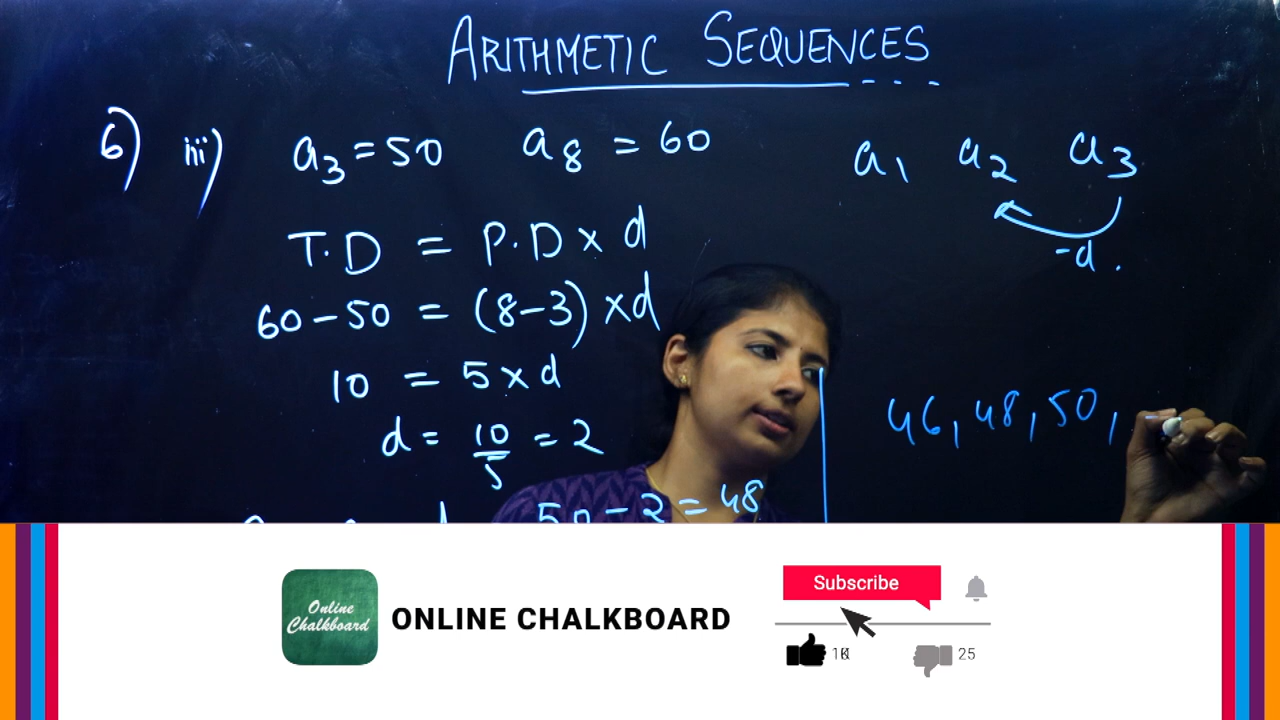 ARITHMETIC SEQUENCES
6) iii) a3 = 50 a8 = 60
a1 a2 a3
-d.
T.D = P.D × d
60 - 50 = (8-3) × d
10 = 5 × d
d = 10/5 = 2
46, 48, 50,
50 - 2 = 48
Online
Chalkboard
ONLINE CHALKBOARD
Subscribe
25